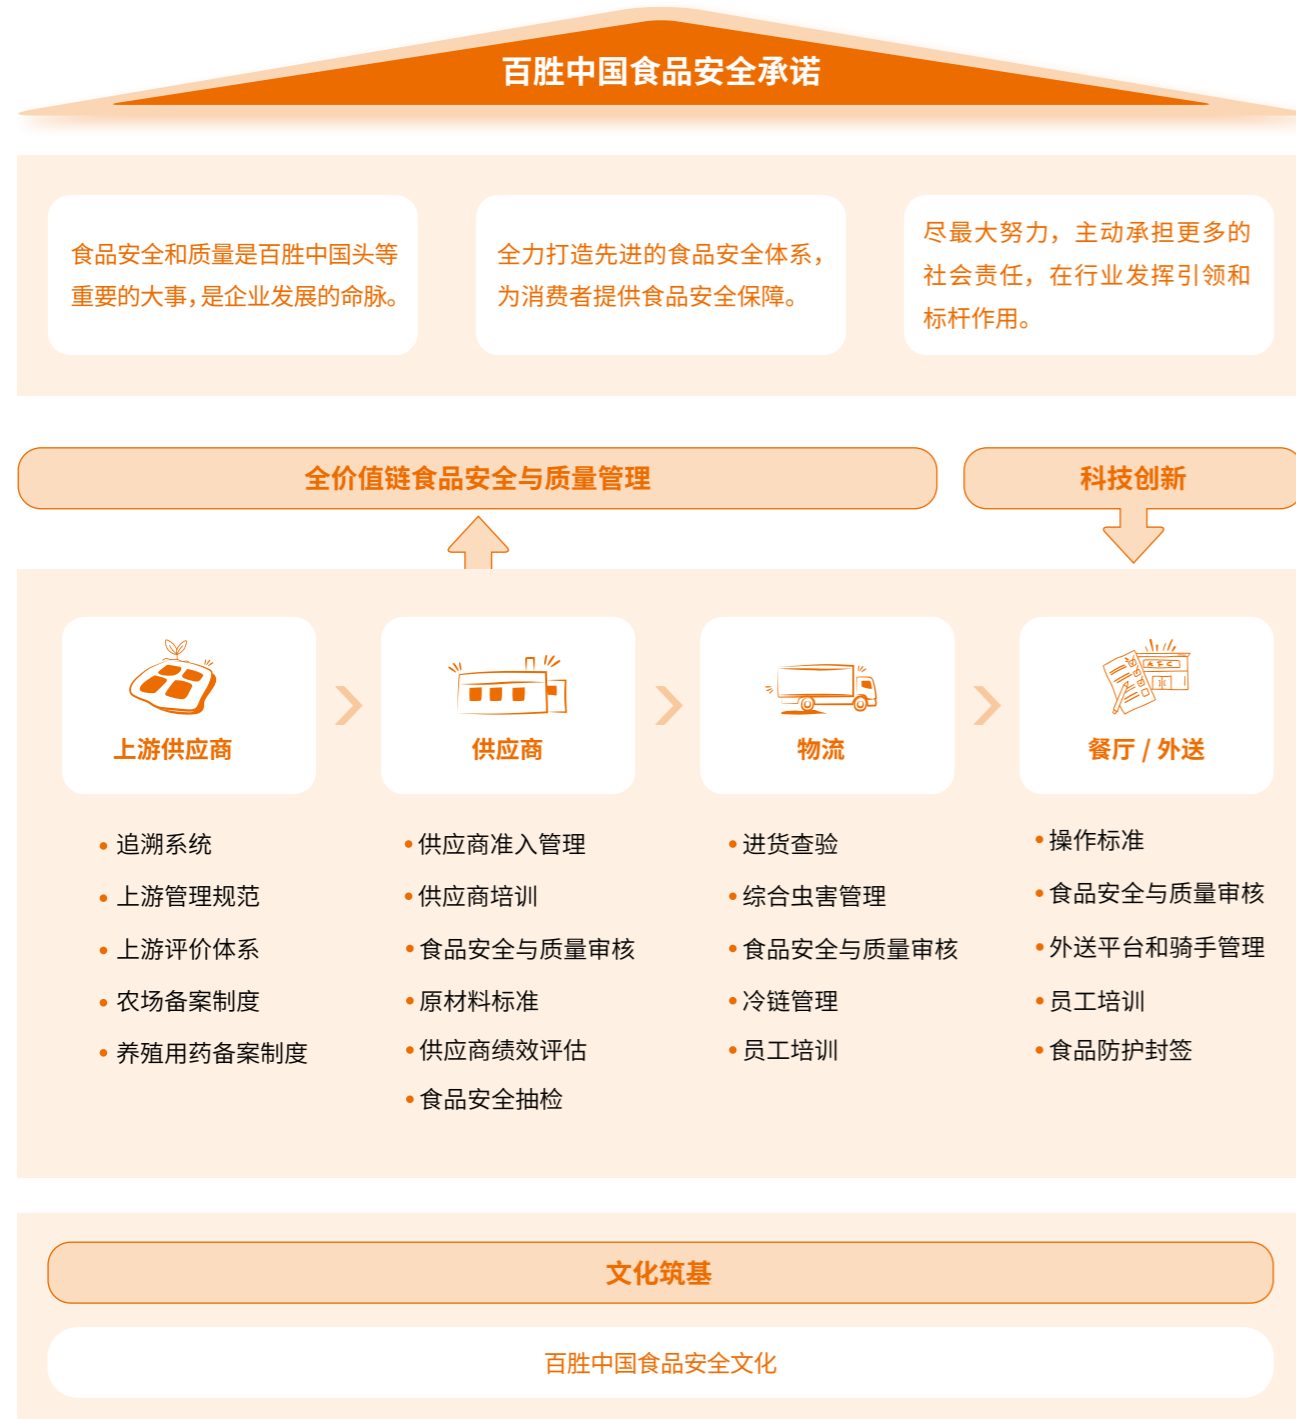 百胜中国食品安全承诺
食品安全和质量是百胜中国头等
重要的大事，是企业发展的命脉。
全力打造先进的食品安全体系，
为消费者提供食品安全保障。
尽最大努力，主动承担更多的
社会责任，在行业发挥引领和
标杆作用。
全价值链食品安全与质量管理
科技创新
上游供应商
追溯系统
上游管理规范
上游评价体系
农场备案制度
养殖用药备案制度
供应商
供应商准入管理
供应商培训
食品安全与质量审核
原材料标准
供应商绩效评估
食品安全抽检
物流
进货查验
综合虫害管理
食品安全与质量审核
冷链管理
员工培训
餐厅 / 外送
操作标准
食品安全与质量审核
外送平台和骑手管理
员工培训
食品防护封签
文化筑基
百胜中国食品安全文化